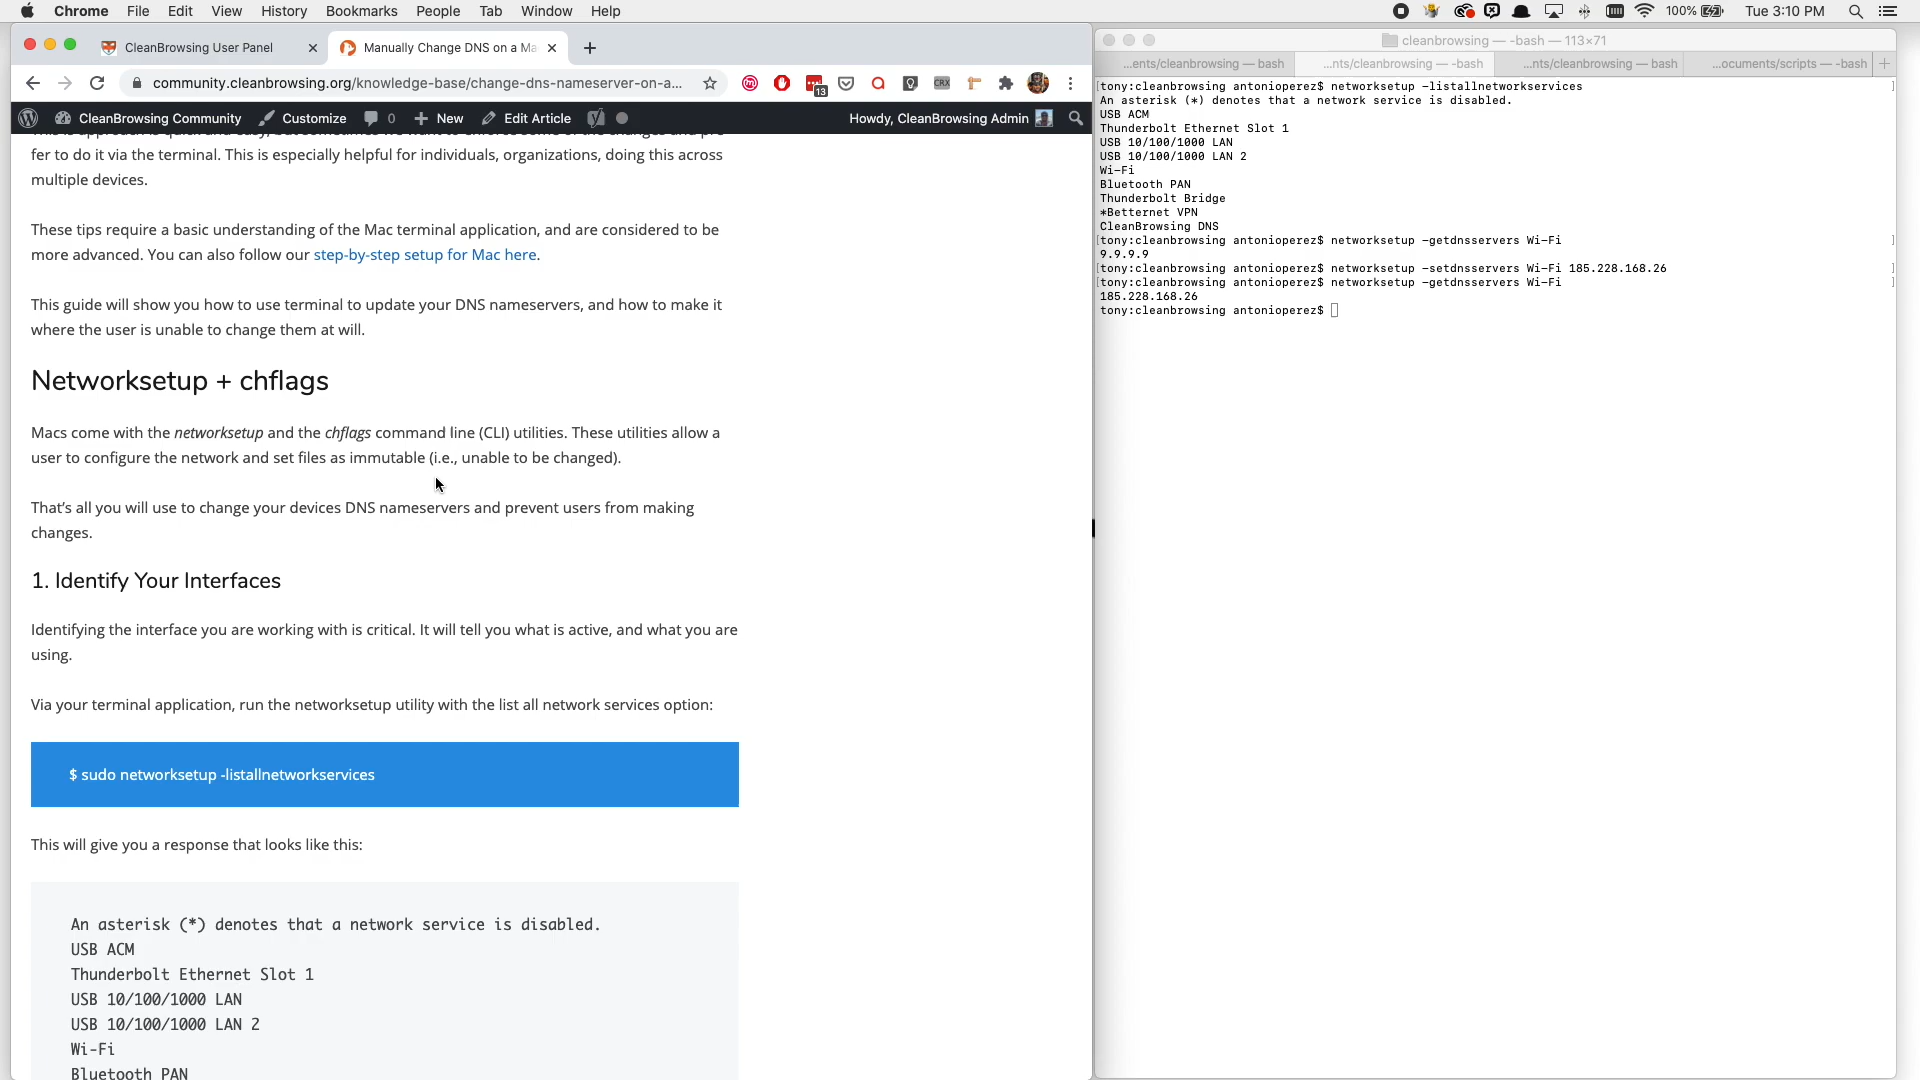 Chrome File Edit View History Bookmarks People Tab Window Help
100% Tue 3:10 PM
CleanBrowsing User Panel
Manually Change DNS on a Ma
community.cleanbrowsing.org/knowledge-base/change-dns-nameserver-on-a...
13
CRX
CleanBrowsing Community Customize 0 New Edit Article
Howdy, CleanBrowsing Admin
fer to do it via the terminal. This is especially helpful for individuals, organizations, doing this across
multiple devices.
These tips require a basic understanding of the Mac terminal application, and are considered to be
more advanced. You can also follow our step-by-step setup for Mac here.
This guide will show you how to use terminal to update your DNS nameservers, and how to make it
where the user is unable to change them at will.
Networksetup + chflags
Macs come with the networksetup and the chflags command line (CLI) utilities. These utilities allow a
user to configure the network and set files as immutable (i.e., unable to be changed).
That's all you will use to change your devices DNS nameservers and prevent users from making
changes.
1. Identify Your Interfaces
Identifying the interface you are working with is critical. It will tell you what is active, and what you are
using.
Via your terminal application, run the networksetup utility with the list all network services option:
$ sudo networksetup -listallnetworkservices
This will give you a response that looks like this:
An asterisk (*) denotes that a network service is disabled.
USB ACM
Thunderbolt Ethernet Slot 1
USB 10/100/1000 LAN
USB 10/100/1000 LAN 2
Wi-Fi
Bluetooth PAN
cleanbrowsing — -bash — 113×71
...ents/cleanbrowsing — bash
...nts/cleanbrowsing — -bash
...nts/cleanbrowsing — bash
...ocuments/scripts — -bash
[tony:cleanbrowsing antonioperez$ networksetup -listallnetworkservices ]
An asterisk (*) denotes that a network service is disabled.
USB ACM
Thunderbolt Ethernet Slot 1
USB 10/100/1000 LAN
USB 10/100/1000 LAN 2
Wi-Fi
Bluetooth PAN
Thunderbolt Bridge
*Betternet VPN
CleanBrowsing DNS
[tony:cleanbrowsing antonioperez$ networksetup -getdnsservers Wi-Fi ]
9.9.9.9
[tony:cleanbrowsing antonioperez$ networksetup -setdnsservers Wi-Fi 185.228.168.26 ]
[tony:cleanbrowsing antonioperez$ networksetup -getdnsservers Wi-Fi ]
185.228.168.26
tony:cleanbrowsing antonioperez$